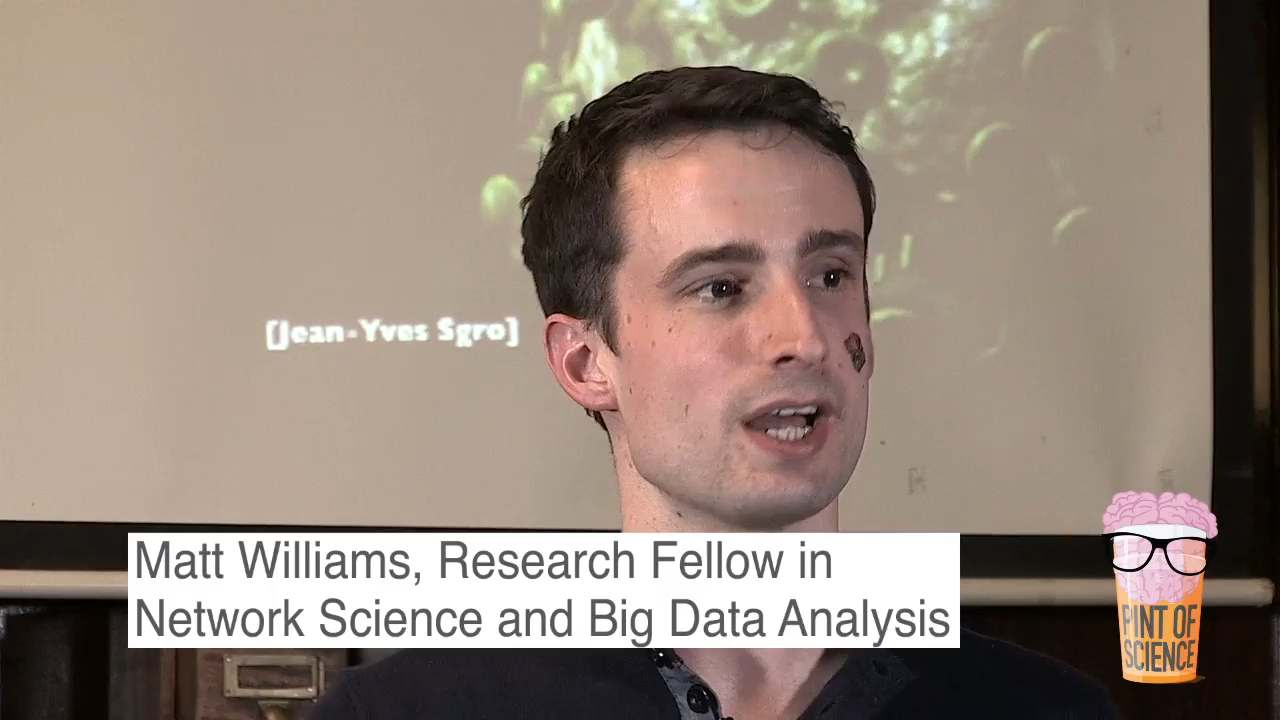 [Jean-Yves Sgro]
Matt Williams, Research Fellow in
Network Science and Big Data Analysis
PINT OF
SCIENCE